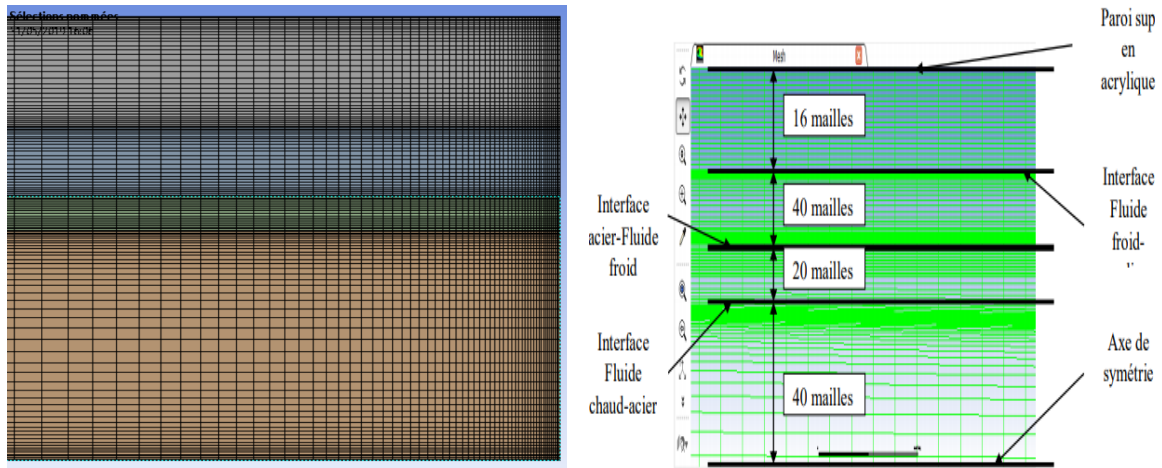 Sélections nommées
Mesh
Paroi sup
en
acrylique
16 mailles
40 mailles
20 mailles
40 mailles
Interface
acier-Fluide
froid
Interface
Fluide
chaud-acier
Interface
Fluide
froid-
Axe de
symétrie